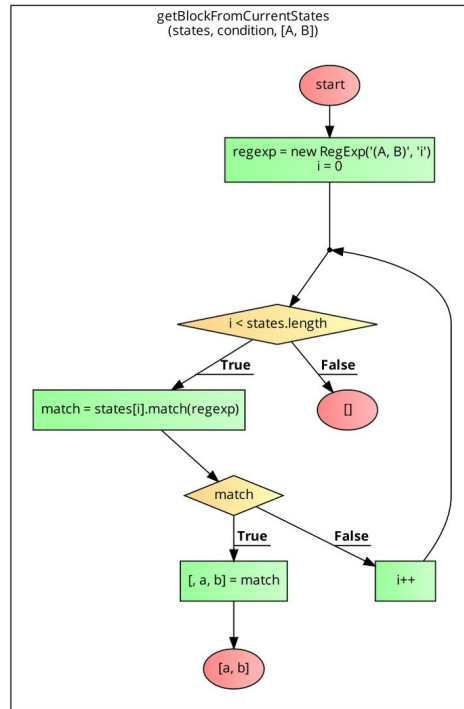 getBlockFromCurrentStates
(states, condition, [A, B])
start
regexp = new RegExp('(A, B)', 'i')
i = 0
i < states.length
True
False
match = states[i].match(regexp)
[]
match
True
False
[, a, b] = match
i++
[a, b]